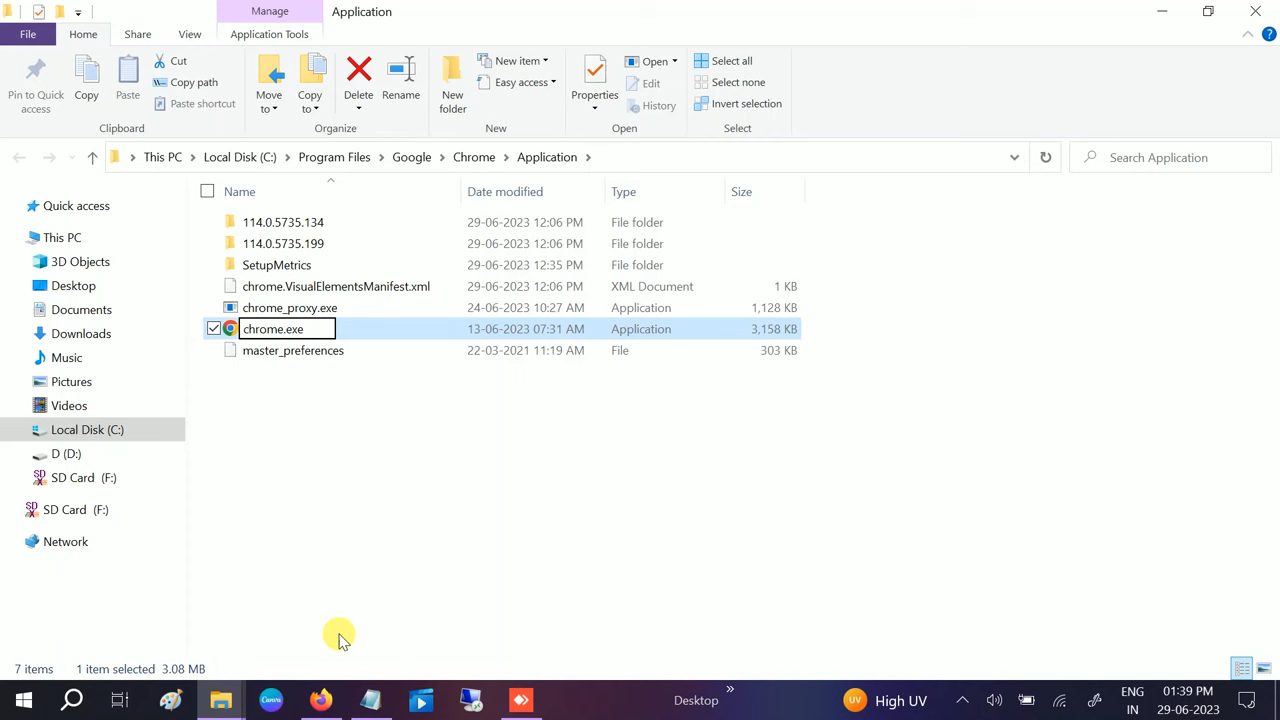 Manage
Application
File
Home
Share
View
Application Tools
Pin to Quick access
Copy
Paste
Cut
Copy path
Paste shortcut
Clipboard
Move to
Copy to
Delete
Rename
Organize
New folder
New item
Easy access
New
Properties
Open
Edit
History
Open
Select all
Select none
Invert selection
Select
This PC > Local Disk (C:) > Program Files > Google > Chrome > Application >
Search Application
Name Date modified Type Size
114.0.5735.134 29-06-2023 12:06 PM File folder
114.0.5735.199 29-06-2023 12:06 PM File folder
SetupMetrics 29-06-2023 12:35 PM File folder
chrome.VisualElementsManifest.xml 29-06-2023 12:06 PM XML Document 1 KB
chrome_proxy.exe 24-06-2023 10:27 AM Application 1,128 KB
chrome.exe 13-06-2023 07:31 AM Application 3,158 KB
master_preferences 22-03-2021 11:19 AM File 303 KB
Quick access
This PC
3D Objects
Desktop
Documents
Downloads
Music
Pictures
Videos
Local Disk (C:)
D (D:)
SD Card (F:)
SD Card (F:)
Network
7 items 1 item selected 3.08 MB
Canva
Desktop
UV High UV
ENG
IN
01:39 PM
29-06-2023